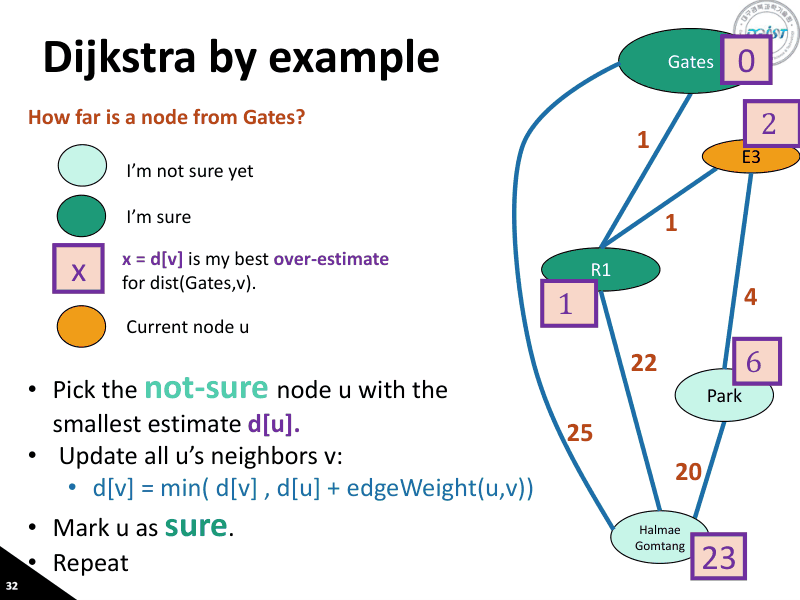 Dijkstra by example
How far is a node from Gates?
I'm not sure yet
I'm sure
x
x = d[v] is my best over-estimate
for dist(Gates,v).
Current node u
• Pick the not-sure node u with the
smallest estimate d[u].
• Update all u's neighbors v:
• d[v] = min( d[v] , d[u] + edgeWeight(u,v))
• Mark u as sure.
• Repeat
32
Gates
0
2
E3
1
1
R1
1
4
22
6
Park
25
20
Halmae
Gomtang
23